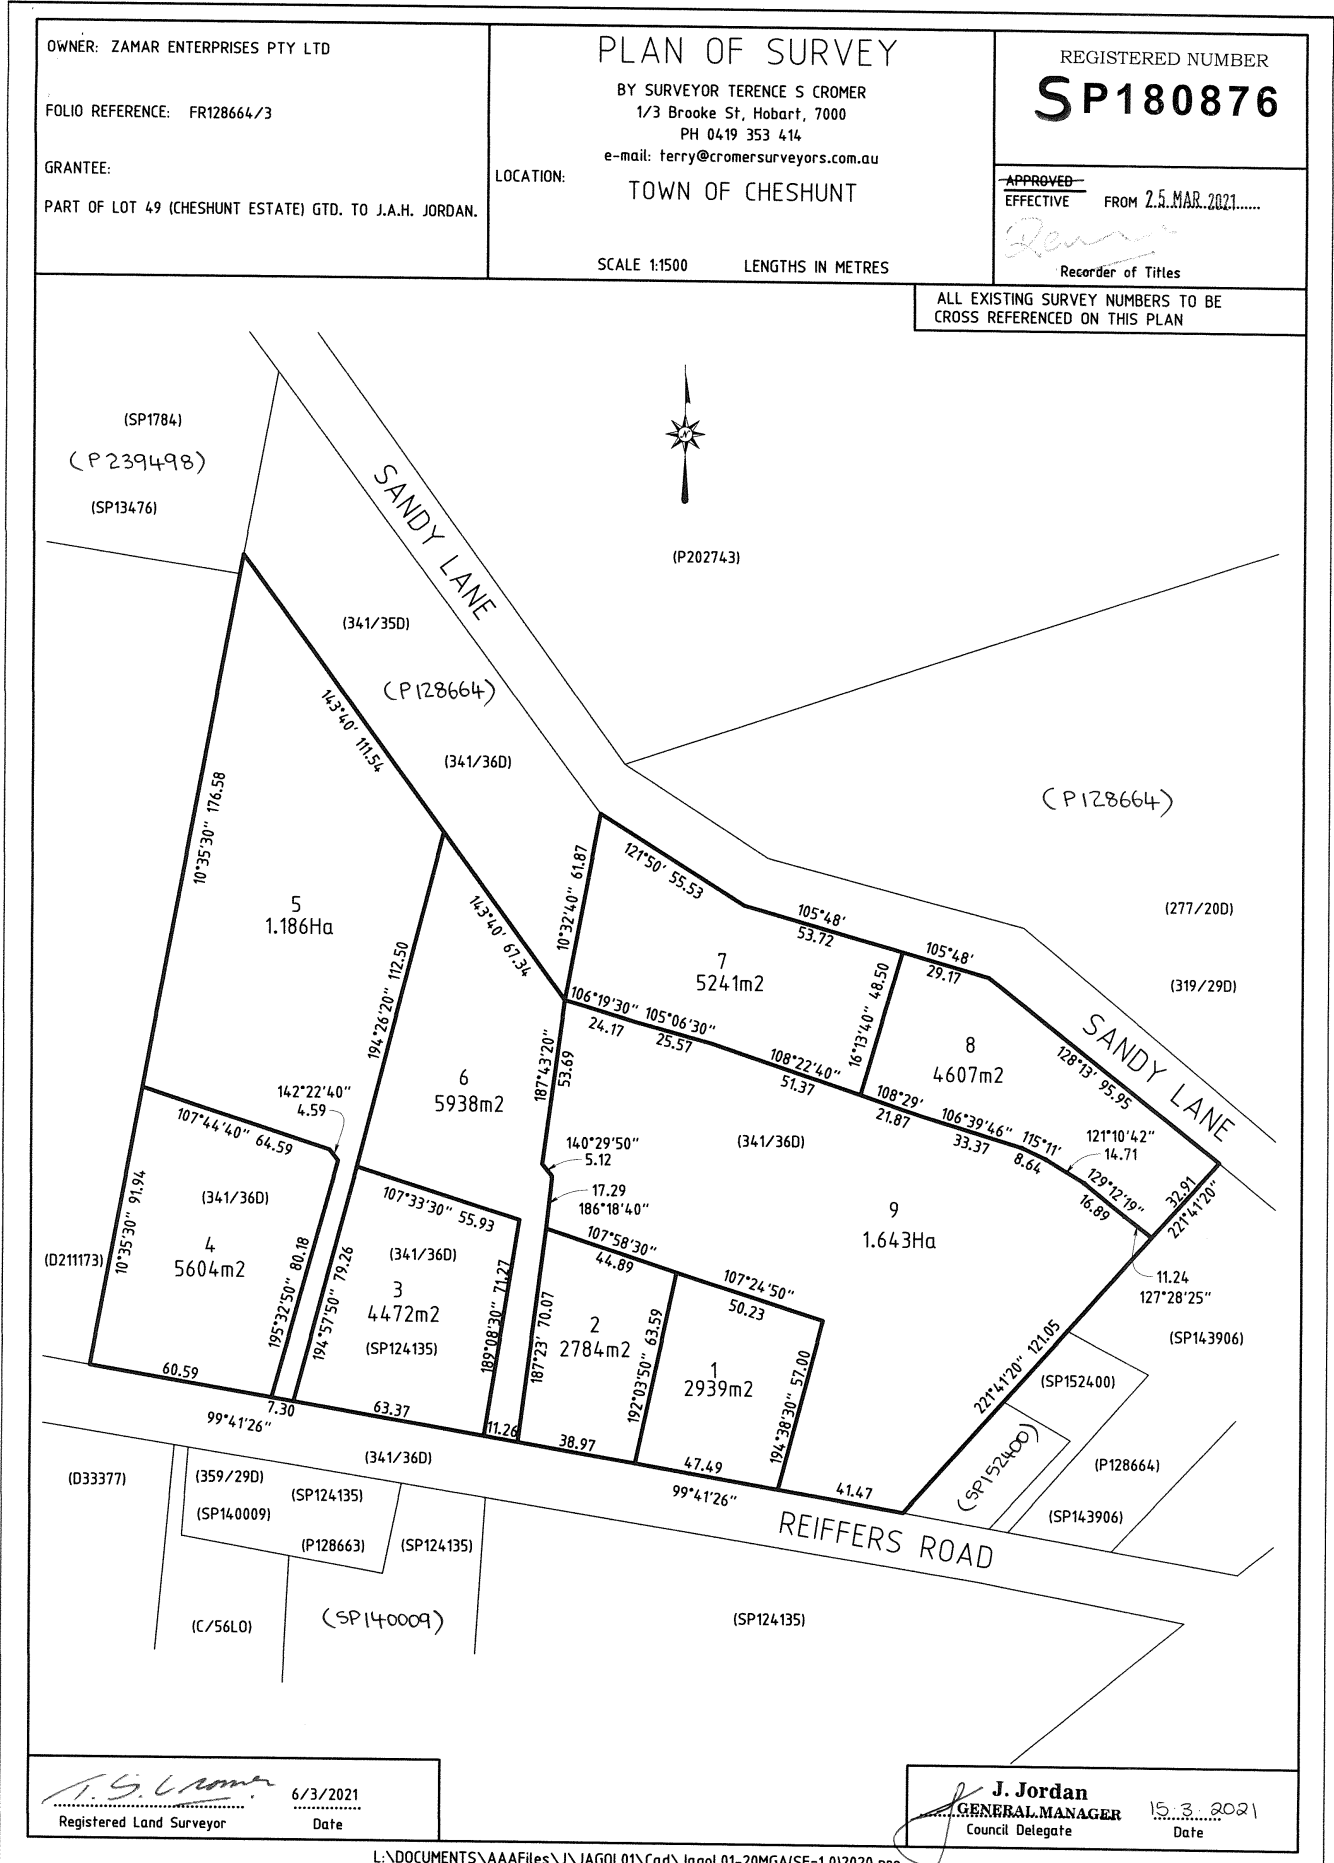 OWNER: ZAMAR ENTERPRISES PTY LTD
FOLIO REFERENCE: FR128664/3
GRANTEE:
PART OF LOT 49 (CHESHUNT ESTATE) GTD. TO J.A.H. JORDAN.
PLAN OF SURVEY
BY SURVEYOR TERENCE S CROMER
1/3 Brooke St, Hobart, 7000
PH 0419 353 414
e-mail: terry@cromersurveyors.com.au
LOCATION:
TOWN OF CHESHUNT
SCALE 1:1500 LENGTHS IN METRES
REGISTERED NUMBER
SP180876
APPROVED
EFFECTIVE FROM 25 MAR 2021
Recorder of Titles
ALL EXISTING SURVEY NUMBERS TO BE
CROSS REFERENCED ON THIS PLAN
(SP1784)
(P239498)
(SP13476)
SANDY LANE
N
(P202743)
(341/35D)
(P128664)
(341/36D)
143°40' 111.54
10°35'30" 176.58
5
1.186Ha
(P128664)
(277/20D)
(319/29D)
121°50' 55.53
10°32'40" 61.87
143°40' 67.34
105°48'
53.72
105°48'
29.17
7
5241m2
16°13'40" 48.50
194°26'20" 112.50
106°19'30"
24.17
105°06'30"
25.57
108°22'40"
51.37
8
4607m2
128°13' 95.95
SANDY LANE
6
5938m2
187°43'20"
53.69
142°22'40"
4.59
107°44'40" 64.59
108°29'
21.87
106°39'46"
33.37
115°11'
8.64
121°10'42"
14.71
129°12'19"
16.89
32.91
221°41'20"
11.24
127°28'25"
140°29'50"
5.12
17.29
186°18'40"
(341/36D)
9
1.643Ha
(341/36D)
4
5604m2
10°35'30" 91.94
(D211173)
195°32'50" 80.18
194°57'50" 79.26
107°33'30" 55.93
(341/36D)
3
4472m2
(SP124135)
189°08'30" 71.27
187°23' 70.07
107°58'30"
44.89
107°24'50"
50.23
2
2784m2
192°03'50" 63.59
1
2939m2
194°38'30" 57.00
221°41'20" 121.05
(SP143906)
(SP152400)
(SP152400)
(P128664)
(SP143906)
60.59
7.30
63.37
11.26
38.97
47.49
41.47
99°41'26"
99°41'26"
REIFFERS ROAD
(341/36D)
(D33377)
(359/29D)
(SP140009)
(SP124135)
(P128663)
(SP124135)
(C/56LO)
(SP140009)
(SP124135)
T. S. Cromer
6/3/2021
Registered Land Surveyor Date
J. Jordan
GENERAL MANAGER
Council Delegate
15.3.2021
Date